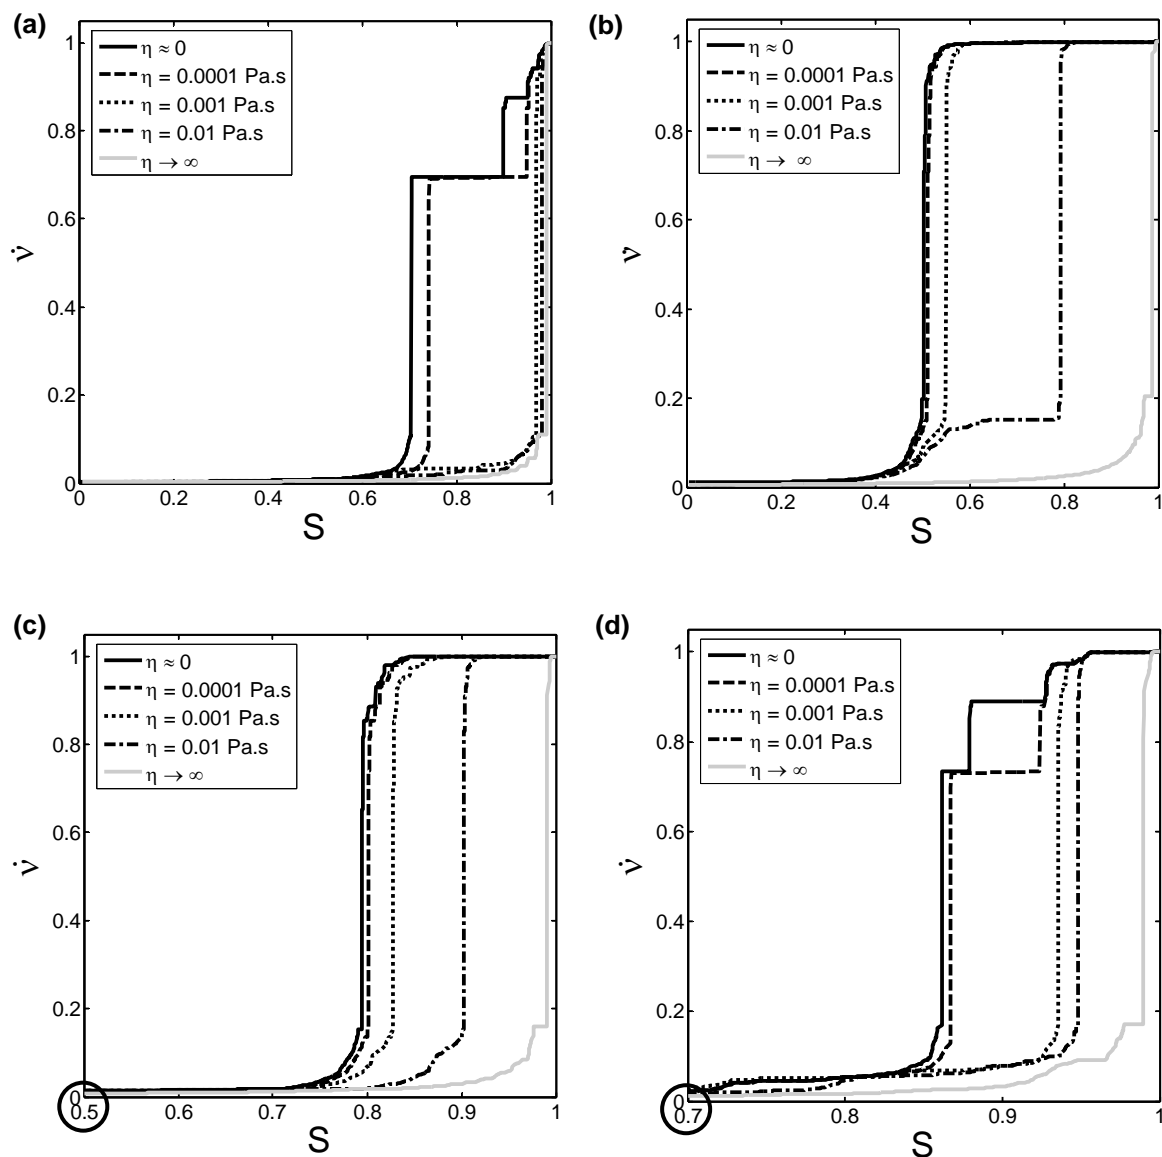 (a)
η ≈ 0
η = 0.0001 Pa.s
η = 0.001 Pa.s
η = 0.01 Pa.s
η → ∞
1
0.8
0.6
0.4
0.2
0
ν̇
0 0.2 0.4 0.6 0.8 1
S
(b)
η ≈ 0
η = 0.0001 Pa.s
η = 0.001 Pa.s
η = 0.01 Pa.s
η → ∞
1
0.8
0.6
0.4
0.2
0
ν̇
0 0.2 0.4 0.6 0.8 1
S
(c)
η ≈ 0
η = 0.0001 Pa.s
η = 0.001 Pa.s
η = 0.01 Pa.s
η → ∞
1
0.8
0.6
0.4
0.2
0
ν̇
0.5 0.6 0.7 0.8 0.9 1
S
(d)
η ≈ 0
η = 0.0001 Pa.s
η = 0.001 Pa.s
η = 0.01 Pa.s
η → ∞
1
0.8
0.6
0.4
0.2
0
ν̇
0.7 0.8 0.9 1
S